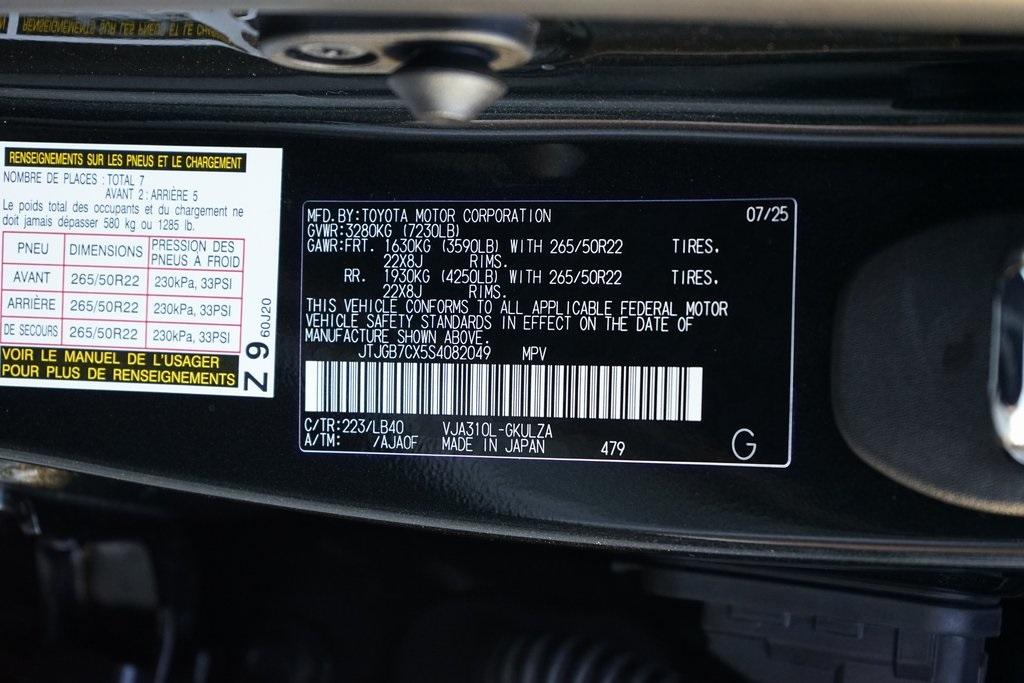 RENSEIGNEMENTS SUR LES PNEUS ET LE CHARGEMENT
NOMBRE DE PLACES : TOTAL 7
AVANT 2 : ARRIÈRE 5
Le poids total des occupants et du chargement ne
doit jamais dépasser 580 kg ou 1285 lb.
PNEU DIMENSIONS PRESSION DES PNEUS À FROID
AVANT 265/50R22 230kPa, 33PSI
ARRIÈRE 265/50R22 230kPa, 33PSI
DE SECOURS 265/50R22 230kPa, 33PSI
VOIR LE MANUEL DE L'USAGER
POUR PLUS DE RENSEIGNEMENTS
Z 9 60J20
MFD. BY: TOYOTA MOTOR CORPORATION 07/25
GVWR: 3280KG (7230LB)
GAWR: FRT. 1630KG (3590LB) WITH 265/50R22 TIRES.
22X8J RIMS.
RR. 1930KG (4250LB) WITH 265/50R22 TIRES.
22X8J RIMS.
THIS VEHICLE CONFORMS TO ALL APPLICABLE FEDERAL MOTOR
VEHICLE SAFETY STANDARDS IN EFFECT ON THE DATE OF
MANUFACTURE SHOWN ABOVE.
JTJGB7CX5S4082049 MPV
C/TR: 223/LB40 VJA310L-GKULZA
A/TM: /AJA0F MADE IN JAPAN 479
G